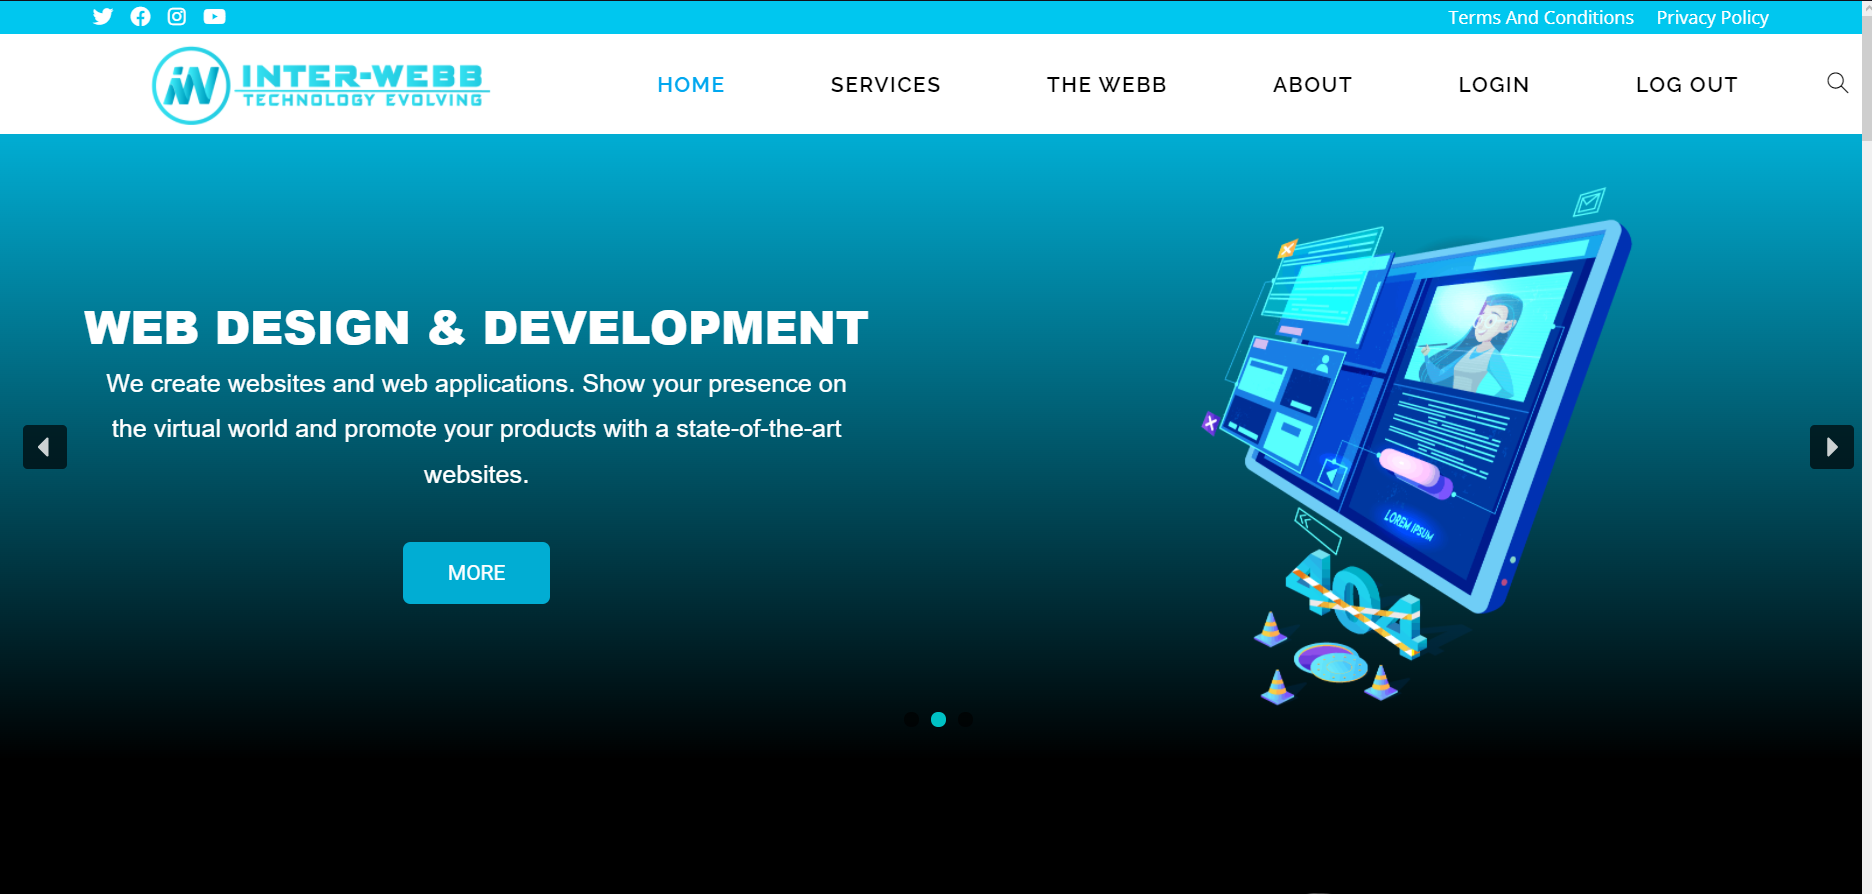 Terms And Conditions Privacy Policy
INTER-WEBB
TECHNOLOGY EVOLVING
HOME SERVICES THE WEBB ABOUT LOGIN LOG OUT
WEB DESIGN & DEVELOPMENT
We create websites and web applications. Show your presence on
the virtual world and promote your products with a state-of-the-art
websites.
MORE
LOREM IPSUM
404